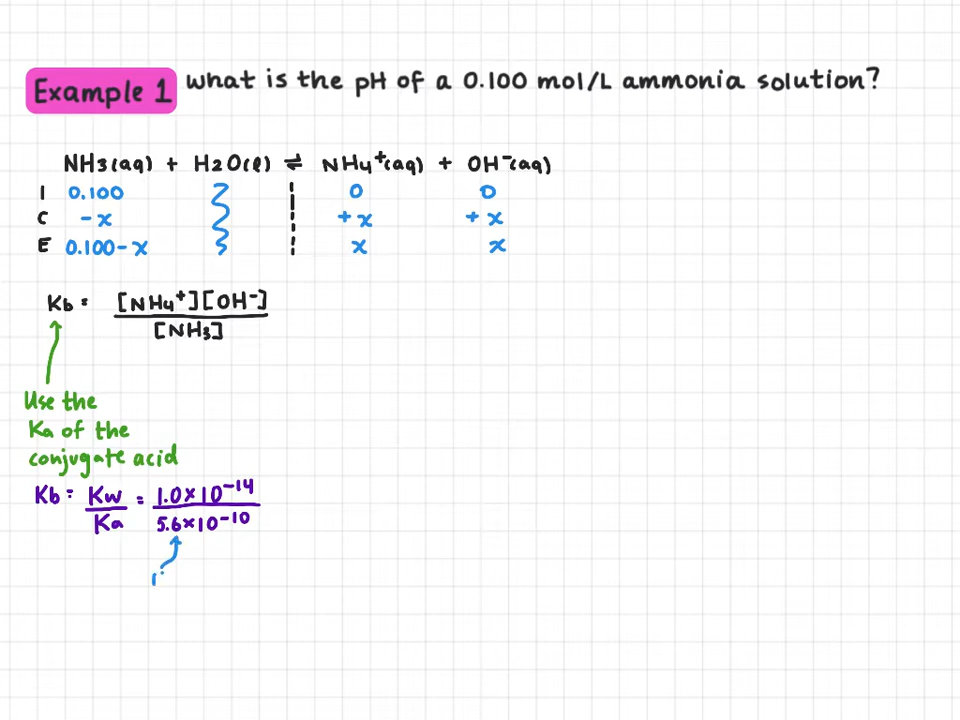 Example 1 what is the pH of a 0.100 mol/L ammonia solution?
NH3(aq) + H2O(l) ⇌ NH4+(aq) + OH-(aq)
I 0.100 0 0
C -x +x +x
E 0.100-x x x
Kb = [NH4+][OH-] / [NH3]
Use the
Ka of the
conjugate acid
Kb = Kw / Ka = 1.0×10-14 / 5.6×10-10